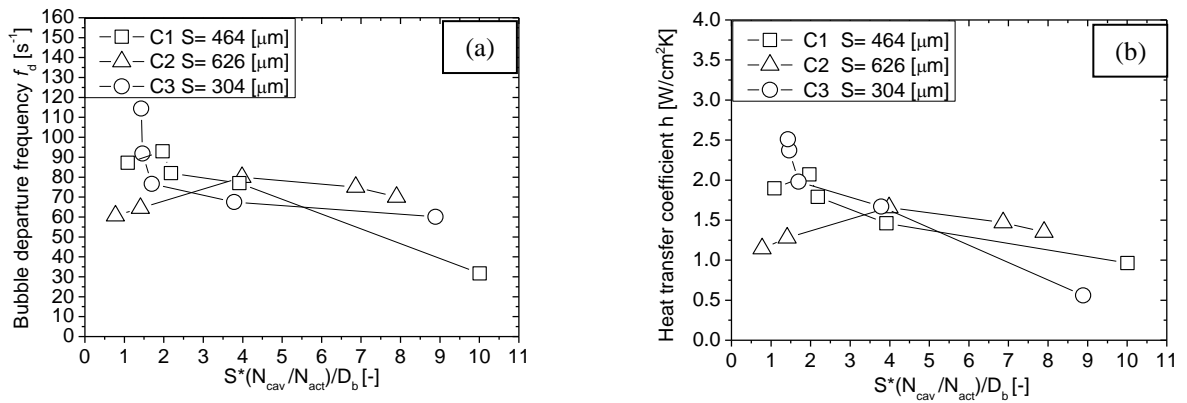 160
150
140
130
120
110
100
90
80
70
60
50
40
30
20
10
0
Bubble departure frequency f_d [s⁻¹]
C1 S= 464 [μm]
C2 S= 626 [μm]
C3 S= 304 [μm]
(a)
0 1 2 3 4 5 6 7 8 9 10 11
S*(N_cav/N_act)/D_b [-]
4.0
3.5
3.0
2.5
2.0
1.5
1.0
0.5
0.0
Heat transfer coefficient h [W/cm²K]
C1 S= 464 [μm]
C2 S= 626 [μm]
C3 S= 304 [μm]
(b)
0 1 2 3 4 5 6 7 8 9 10 11
S*(N_cav/N_act)/D_b [-]